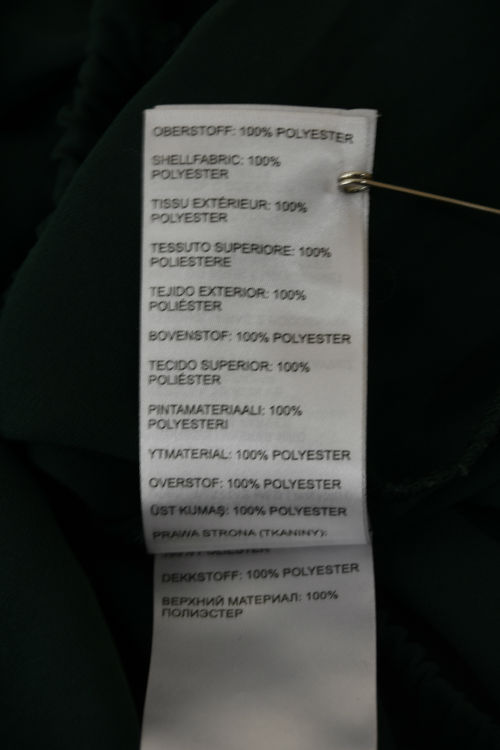 OBERSTOFF: 100% POLYESTER
SHELLFABRIC: 100%
POLYESTER
TISSU EXTÉRIEUR: 100%
POLYESTER
TESSUTO SUPERIORE: 100%
POLIESTERE
TEJIDO EXTERIOR: 100%
POLIÉSTER
BOVENSTOF: 100% POLYESTER
TECIDO SUPERIOR: 100%
POLIÉSTER
PINTAMATERIAALI: 100%
POLYESTERI
YTMATERIAL: 100% POLYESTER
OVERSTOF: 100% POLYESTER
ÜST KUMAŞ: 100% POLYESTER
PRAWA STRONA (TKANINY):
100% POLIESTER
DEKKSTOFF: 100% POLYESTER
ВЕРХНИЙ МАТЕРИАЛ: 100%
ПОЛИЭСТЕР